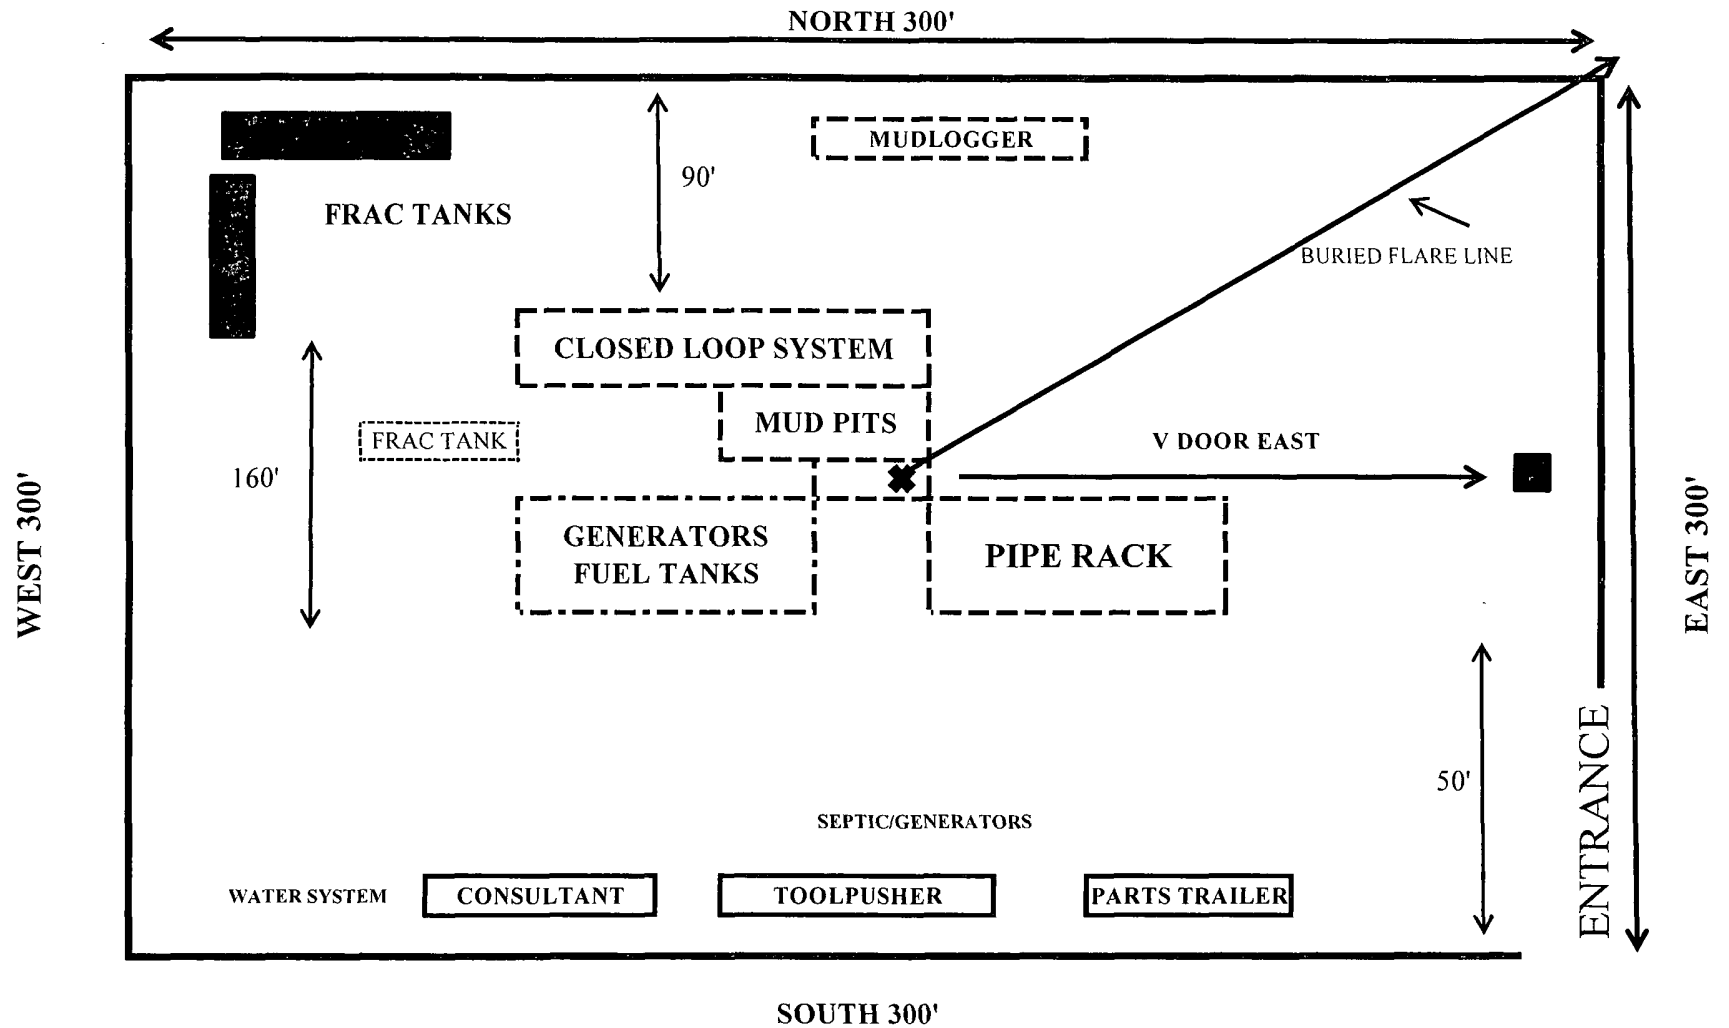 NORTH 300'
MUDLOGGER
90'
FRAC TANKS
BURIED FLARE LINE
CLOSED LOOP SYSTEM
MUD PITS
FRAC TANK
V DOOR EAST
160'
WEST 300'
EAST 300'
GENERATORS
FUEL TANKS
PIPE RACK
50'
ENTRANCE
SEPTIC/GENERATORS
WATER SYSTEM
CONSULTANT
TOOLPUSHER
PARTS TRAILER
SOUTH 300'